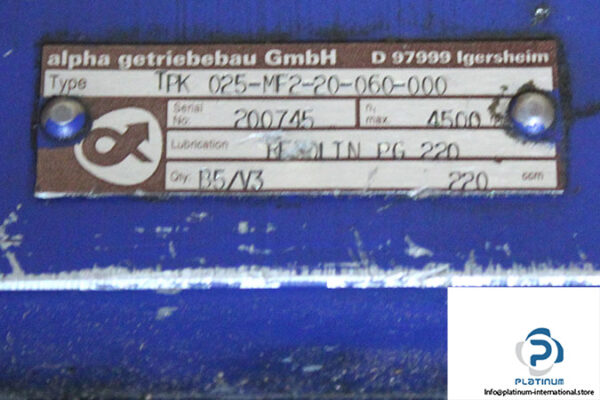 alpha getriebebau GmbH D 97999 Igersheim
Type TPK 025-MF2-20-060-000
Serial No: 200745 n₁ max. 4500
Lubrication PG 220
Qty: B5/V3 220 ccm
PLATINUM
Info@platinum-international.store